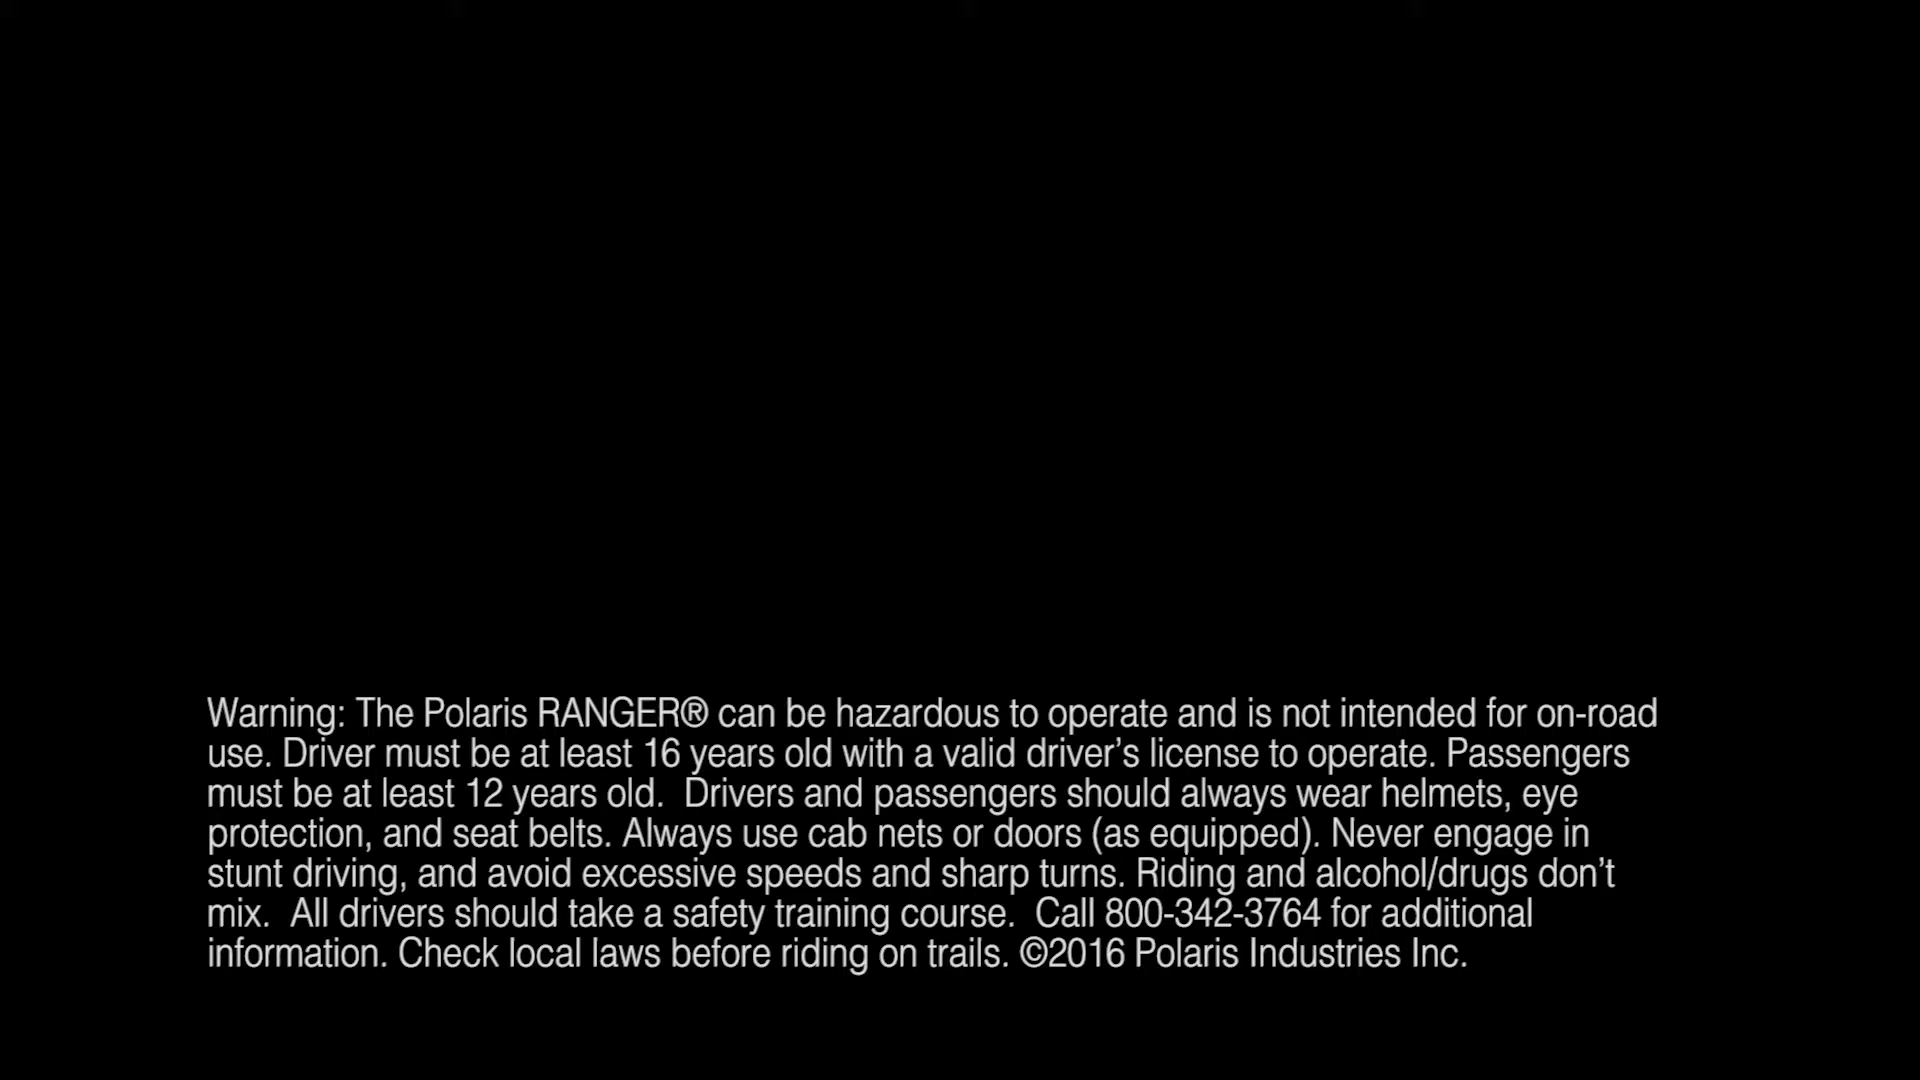 Warning: The Polaris RANGER® can be hazardous to operate and is not intended for on-road
use. Driver must be at least 16 years old with a valid driver’s license to operate. Passengers
must be at least 12 years old.  Drivers and passengers should always wear helmets, eye
protection, and seat belts. Always use cab nets or doors (as equipped). Never engage in
stunt driving, and avoid excessive speeds and sharp turns. Riding and alcohol/drugs don’t
mix.  All drivers should take a safety training course.  Call 800-342-3764 for additional
information. Check local laws before riding on trails. ©2016 Polaris Industries Inc.